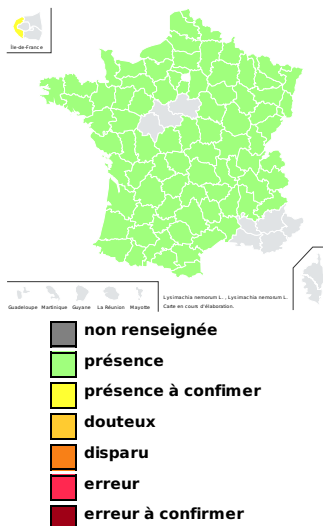 Île-de-France
Guadeloupe Martinique Guyane La Réunion Mayotte
Lysimachia nemorum L. , Lysimachia nemorum L.
Carte en cours d'élaboration.
non renseignée
présence
présence à confimer
douteux
disparu
erreur
erreur à confirmer